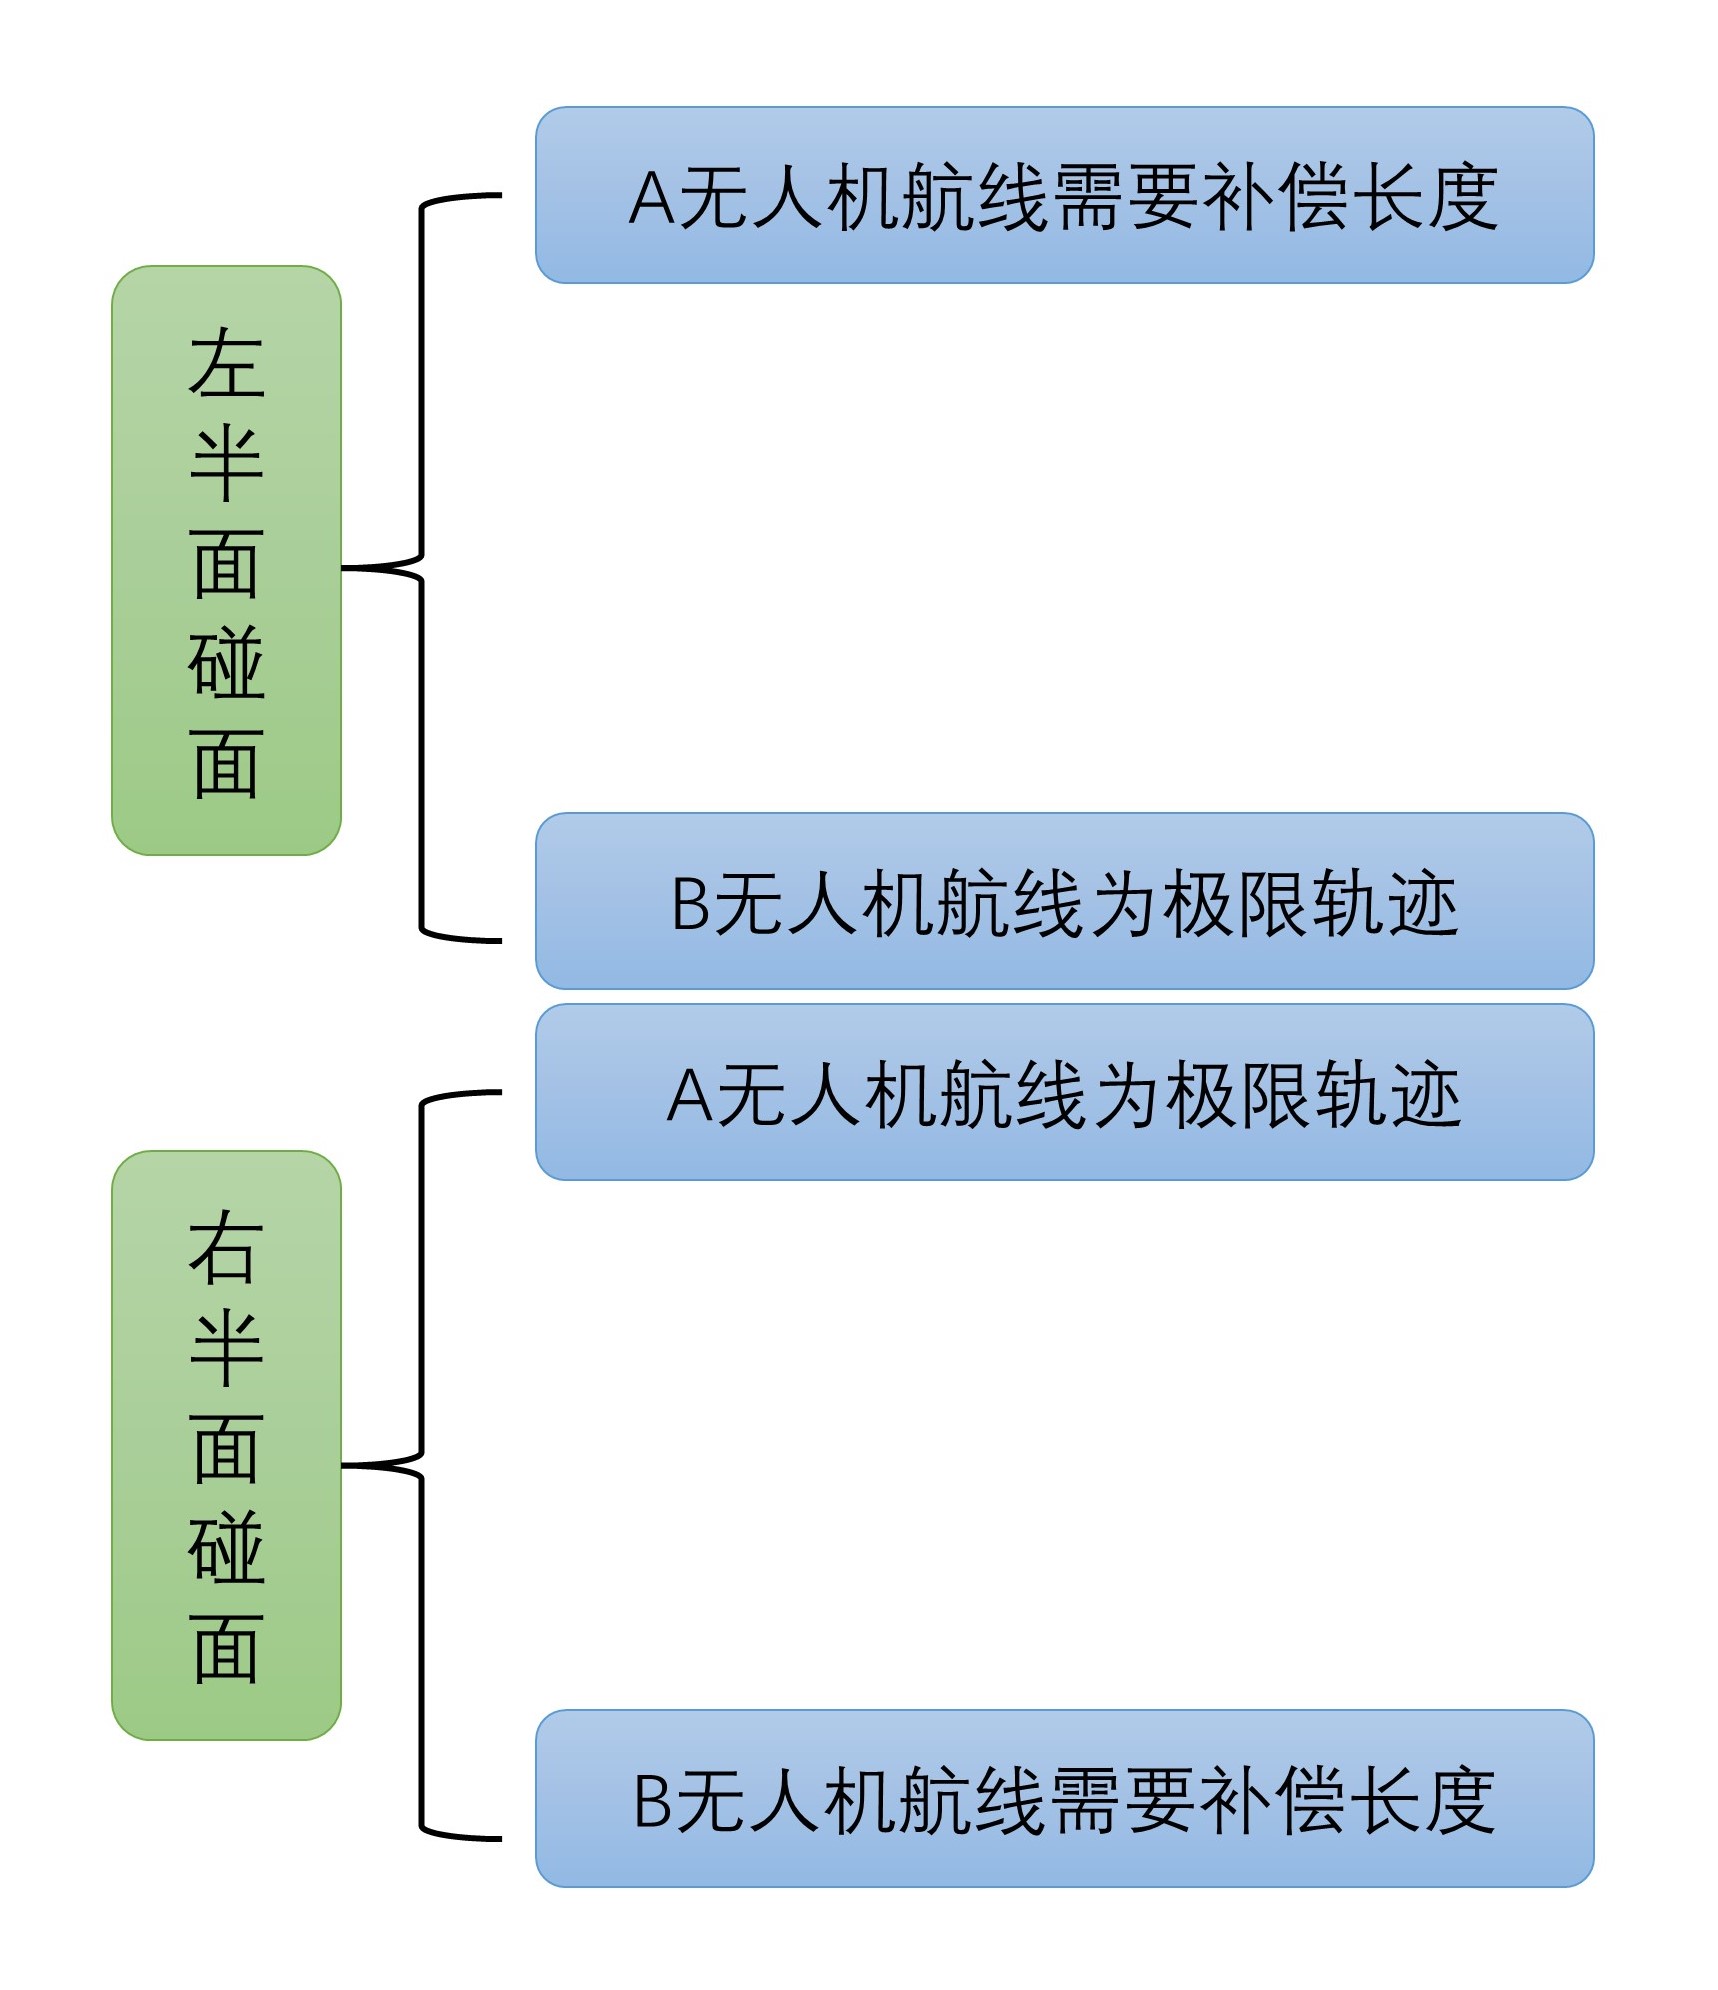 左半面碰面
A无人机航线需要补偿长度
B无人机航线为极限轨迹
右半面碰面
A无人机航线为极限轨迹
B无人机航线需要补偿长度